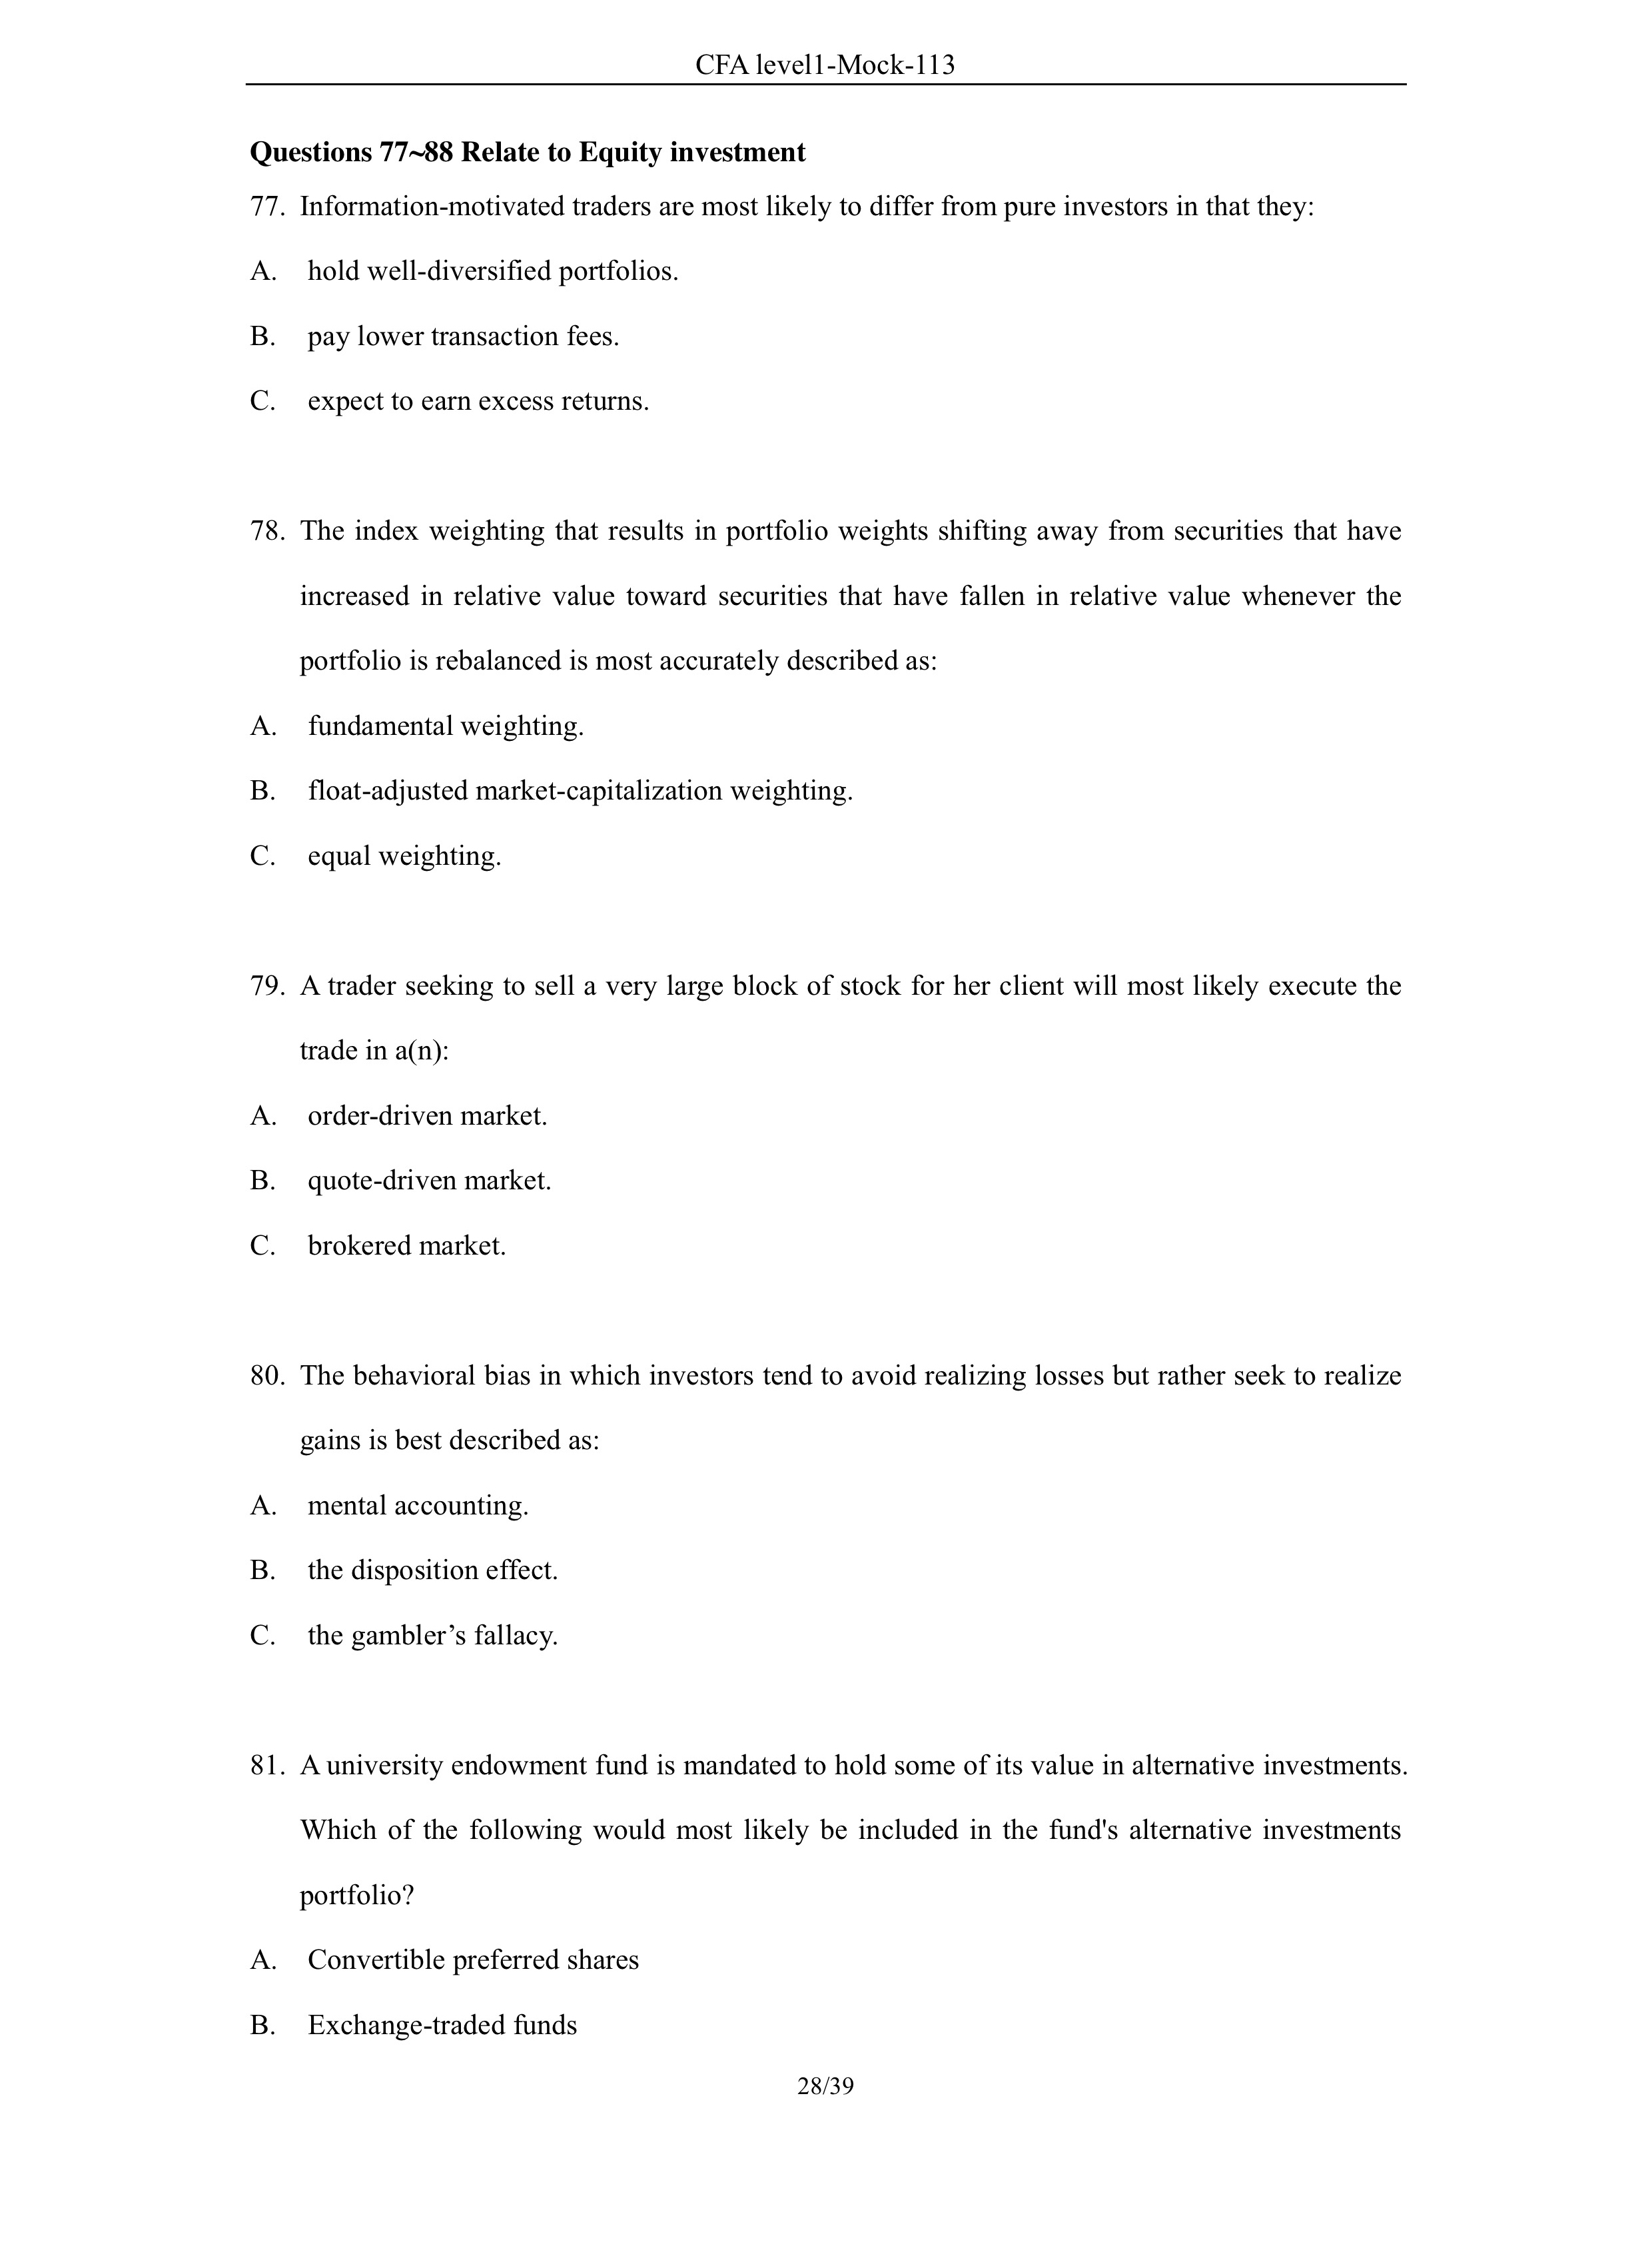 CFA level1-Mock-113
Questions 77~88 Relate to Equity investment
77. Information-motivated traders are most likely to differ from pure investors in that they:
A. hold well-diversified portfolios.
B. pay lower transaction fees.
C. expect to earn excess returns.
78. The index weighting that results in portfolio weights shifting away from securities that have
increased in relative value toward securities that have fallen in relative value whenever the
portfolio is rebalanced is most accurately described as:
A. fundamental weighting.
B. float-adjusted market-capitalization weighting.
C. equal weighting.
79. A trader seeking to sell a very large block of stock for her client will most likely execute the
trade in a(n):
A. order-driven market.
B. quote-driven market.
C. brokered market.
80. The behavioral bias in which investors tend to avoid realizing losses but rather seek to realize
gains is best described as:
A. mental accounting.
B. the disposition effect.
C. the gambler’s fallacy.
81. A university endowment fund is mandated to hold some of its value in alternative investments.
Which of the following would most likely be included in the fund's alternative investments
portfolio?
A. Convertible preferred shares
B. Exchange-traded funds
28/39